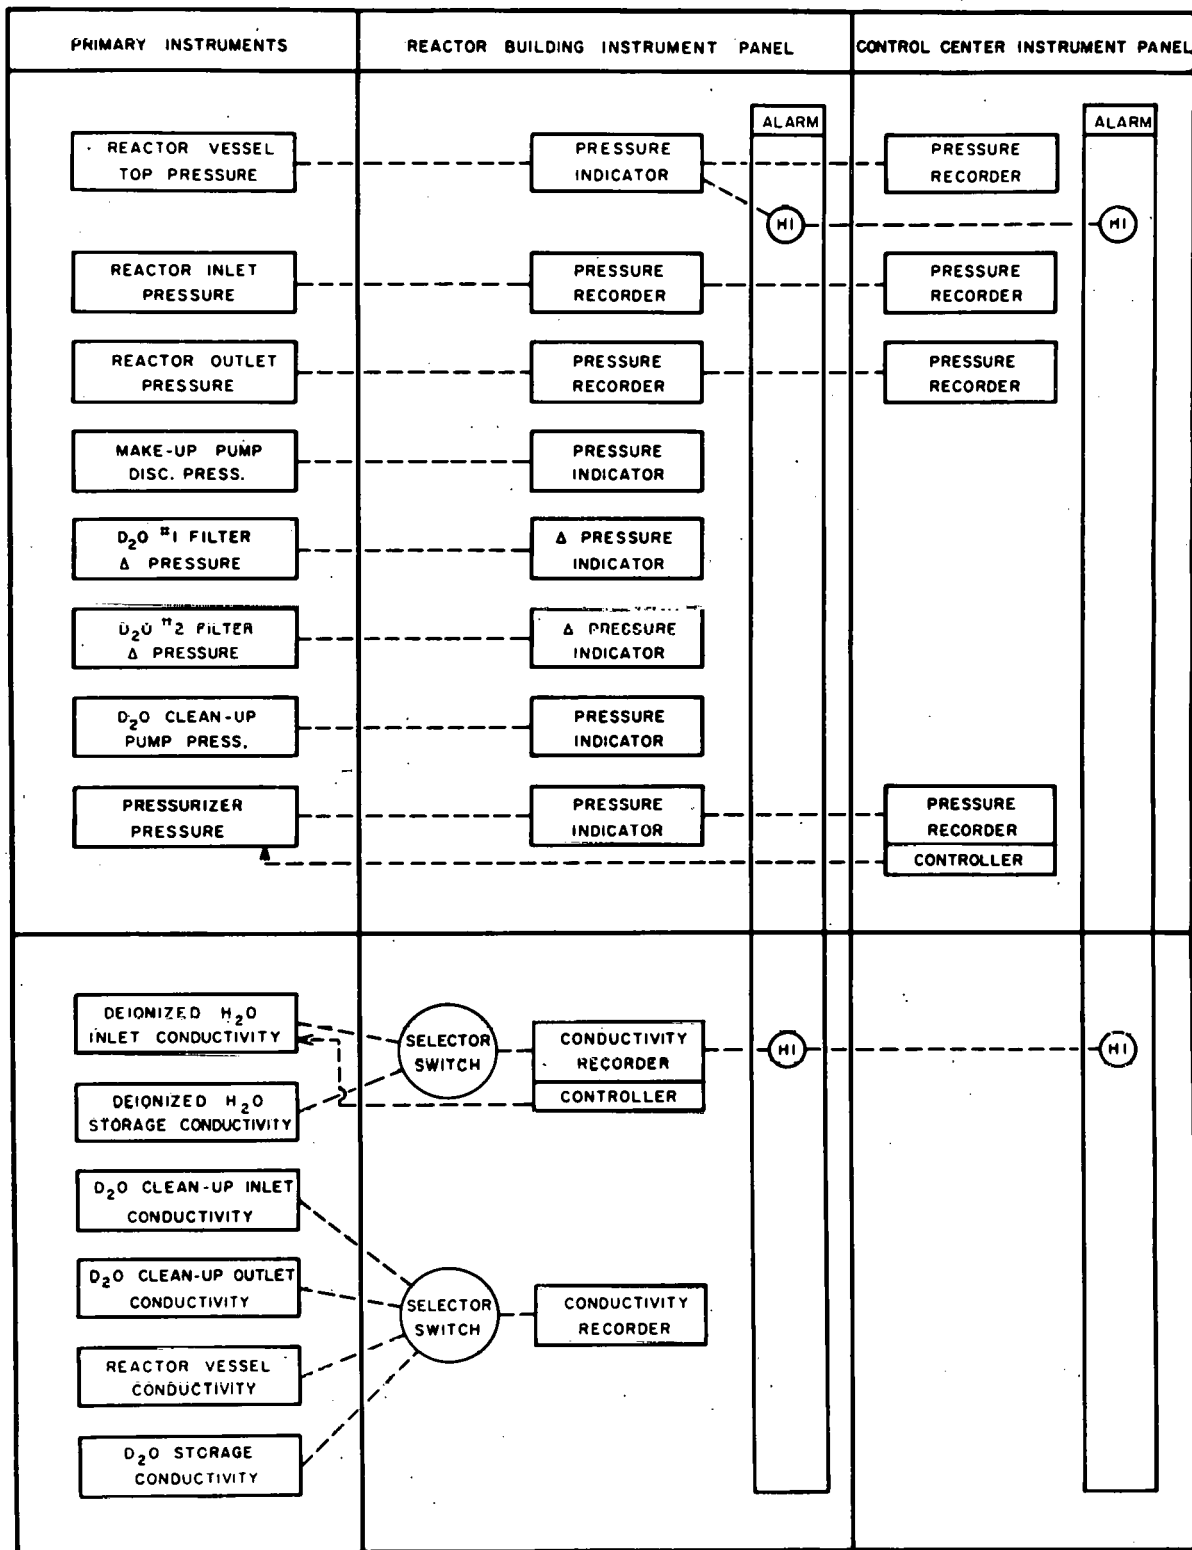 PRIMARY INSTRUMENTS
REACTOR BUILDING INSTRUMENT PANEL
CONTROL CENTER INSTRUMENT PANEL
ALARM
ALARM
REACTOR VESSEL
TOP PRESSURE
PRESSURE
INDICATOR
PRESSURE
RECORDER
HI
HI
REACTOR INLET
PRESSURE
PRESSURE
RECORDER
PRESSURE
RECORDER
REACTOR OUTLET
PRESSURE
PRESSURE
RECORDER
PRESSURE
RECORDER
MAKE-UP PUMP
DISC. PRESS.
PRESSURE
INDICATOR
D₂O #1 FILTER
Δ PRESSURE
Δ PRESSURE
INDICATOR
D₂O #2 FILTER
Δ PRESSURE
Δ PRESSURE
INDICATOR
D₂O CLEAN-UP
PUMP PRESS.
PRESSURE
INDICATOR
PRESSURIZER
PRESSURE
PRESSURE
INDICATOR
PRESSURE
RECORDER
CONTROLLER
DEIONIZED H₂O
INLET CONDUCTIVITY
SELECTOR
SWITCH
CONDUCTIVITY
RECORDER
CONTROLLER
HI
HI
DEIONIZED H₂O
STORAGE CONDUCTIVITY
D₂O CLEAN-UP INLET
CONDUCTIVITY
D₂O CLEAN-UP OUTLET
CONDUCTIVITY
SELECTOR
SWITCH
CONDUCTIVITY
RECORDER
REACTOR VESSEL
CONDUCTIVITY
D₂O STORAGE
CONDUCTIVITY